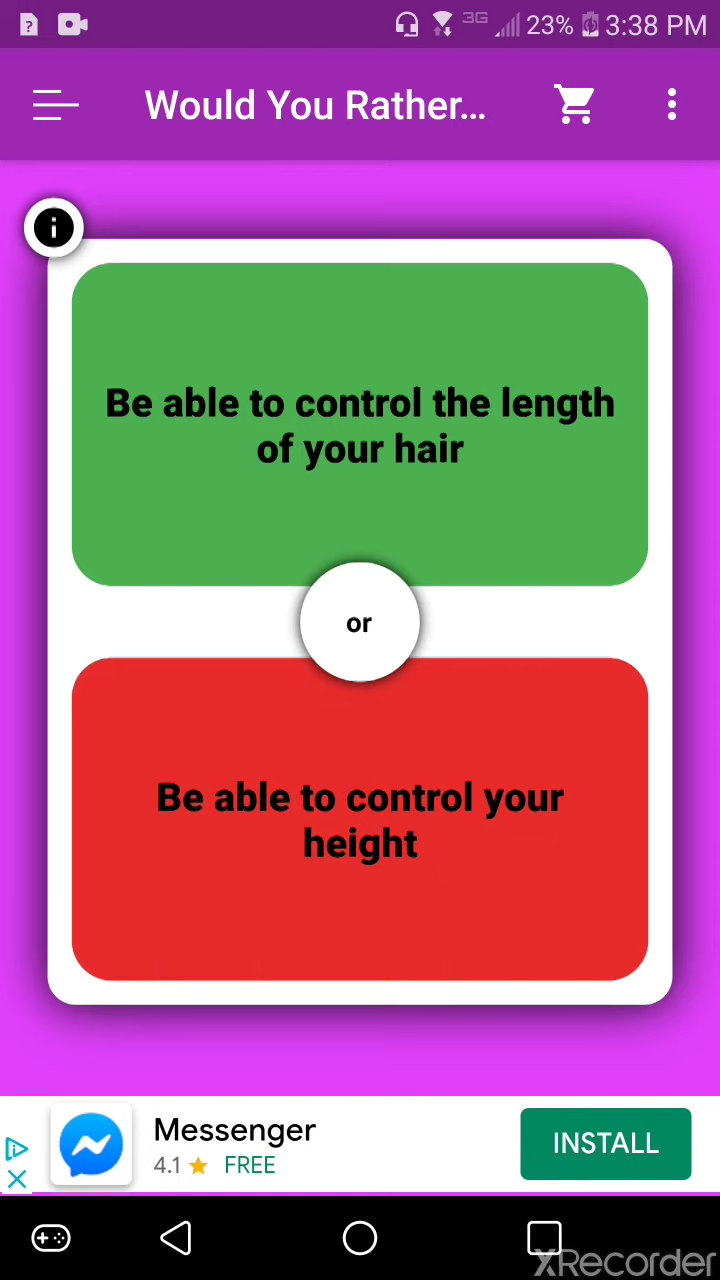 3G 23% 3:38 PM
Would You Rather...
Be able to control the length
of your hair
or
Be able to control your
height
Messenger
4.1 FREE
INSTALL
XRecorder